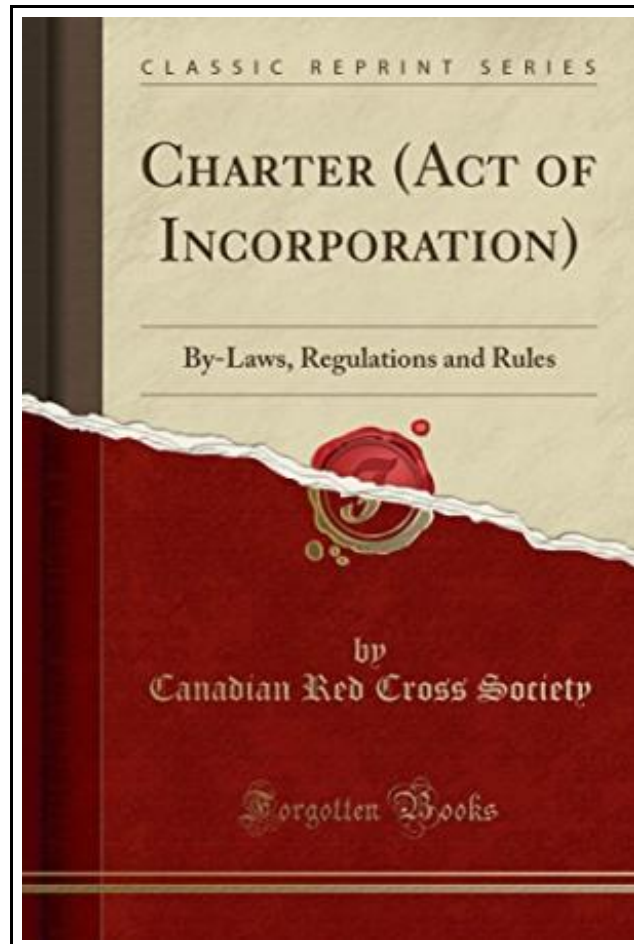 CLASSIC REPRINT SERIES
CHARTER (ACT OF
INCORPORATION)
By-Laws, Regulations and Rules
by
Canadian Red Cross Society
Forgotten Books